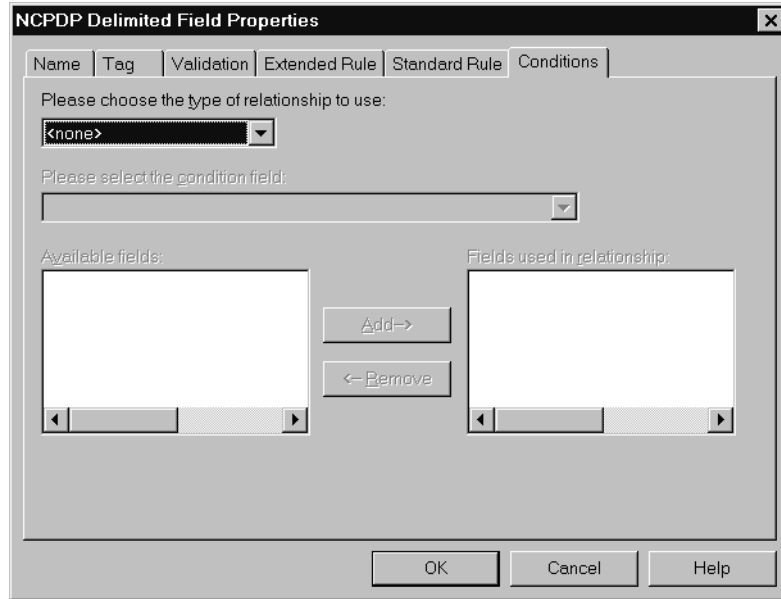 NCPDP Delimited Field Properties
Name Tag Validation Extended Rule Standard Rule Conditions
Please choose the type of relationship to use:
<none>
Please select the condition field:
Available fields: Fields used in relationship:
Add-->
<-- Remove
OK Cancel Help